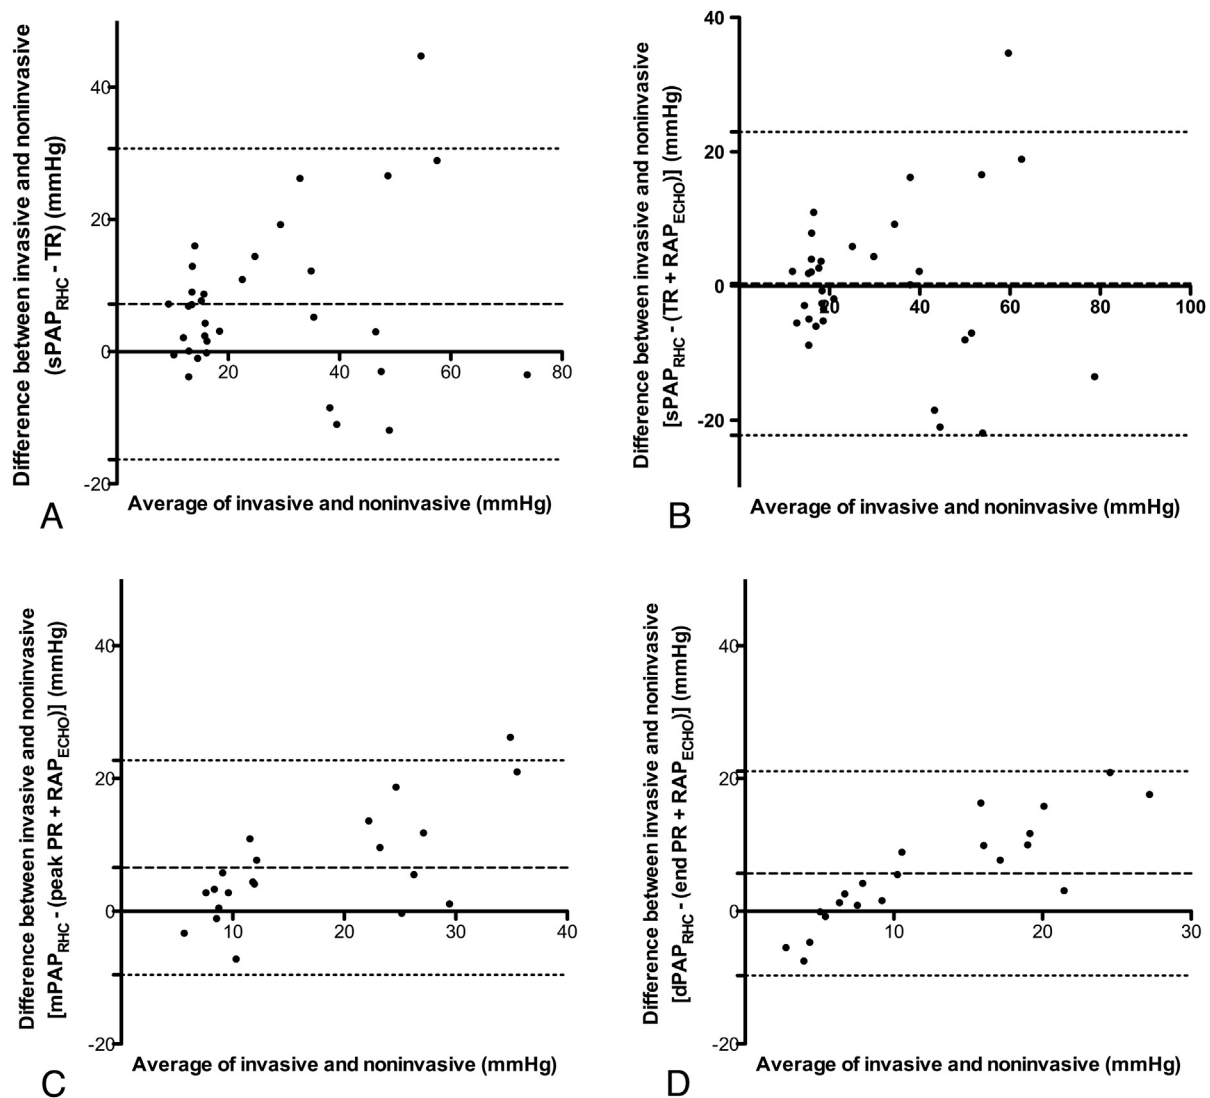 Difference between invasive and noninvasive
(sPAPRHC - TR) (mmHg)
40
20
0
-20
20 40 60 80
Average of invasive and noninvasive (mmHg)
A
Difference between invasive and noninvasive
[sPAPRHC - (TR + RAPECHO)] (mmHg)
40
20
0
-20
20 40 60 80 100
Average of invasive and noninvasive (mmHg)
B
Difference between invasive and noninvasive
[mPAPRHC - (peak PR + RAPECHO)] (mmHg)
40
20
0
-20
10 20 30 40
Average of invasive and noninvasive (mmHg)
C
Difference between invasive and noninvasive
[dPAPRHC - (end PR + RAPECHO)] (mmHg)
40
20
0
-20
10 20 30
Average of invasive and noninvasive (mmHg)
D